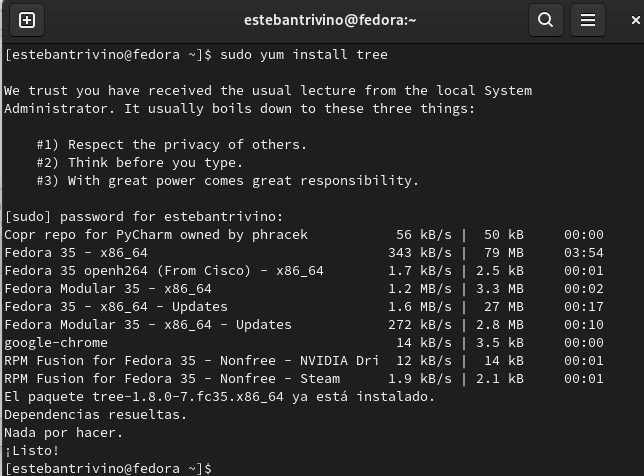 estebantrivino@fedora:~
[estebantrivino@fedora ~]$ sudo yum install tree
We trust you have received the usual lecture from the local System
Administrator. It usually boils down to these three things:
#1) Respect the privacy of others.
#2) Think before you type.
#3) With great power comes great responsibility.
[sudo] password for estebantrivino:
Copr repo for PyCharm owned by phracek 56 kB/s | 50 kB 00:00
Fedora 35 - x86_64 343 kB/s | 79 MB 03:54
Fedora 35 openh264 (From Cisco) - x86_64 1.7 kB/s | 2.5 kB 00:01
Fedora Modular 35 - x86_64 1.2 MB/s | 3.3 MB 00:02
Fedora 35 - x86_64 - Updates 1.6 MB/s | 27 MB 00:17
Fedora Modular 35 - x86_64 - Updates 272 kB/s | 2.8 MB 00:10
google-chrome 14 kB/s | 3.5 kB 00:00
RPM Fusion for Fedora 35 - Nonfree - NVIDIA Dri 12 kB/s | 14 kB 00:01
RPM Fusion for Fedora 35 - Nonfree - Steam 1.9 kB/s | 2.1 kB 00:01
El paquete tree-1.8.0-7.fc35.x86_64 ya está instalado.
Dependencias resueltas.
Nada por hacer.
¡Listo!
[estebantrivino@fedora ~]$